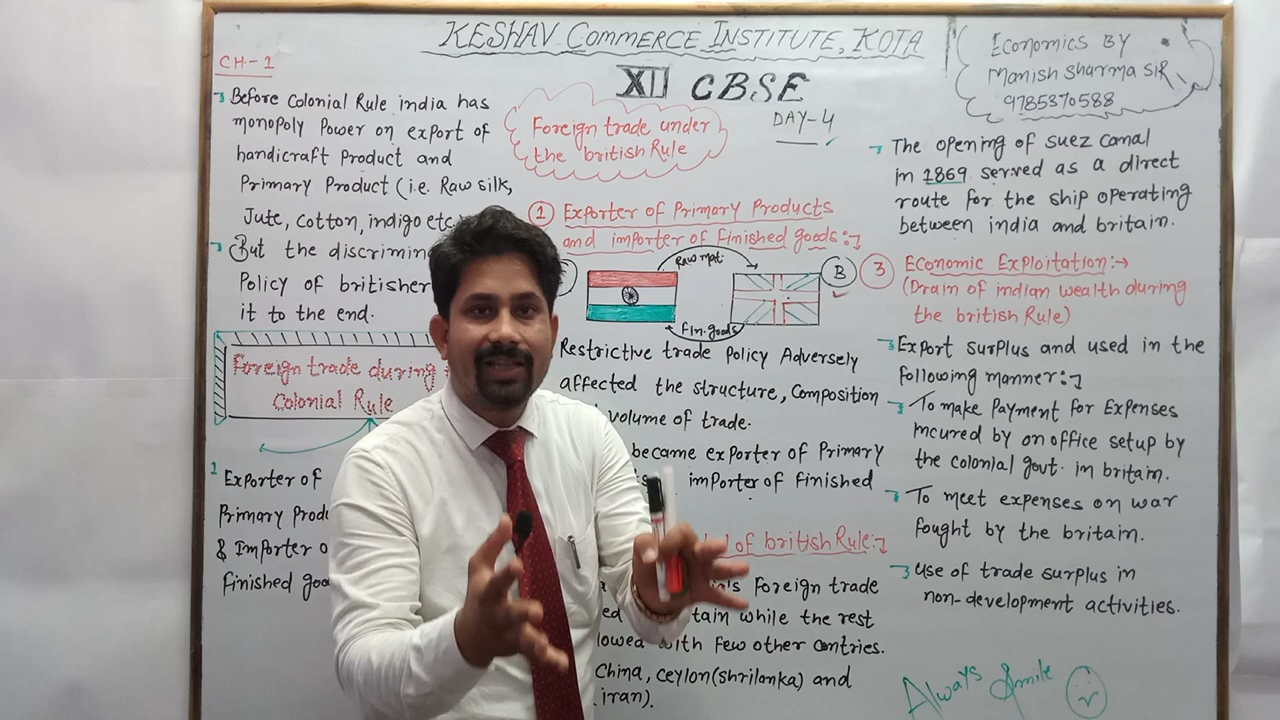 KESHAV COMMERCE INSTITUTE, KOTA
XII CBSE
DAY-4
Economics BY
Manish Sharma SIR
9785370588
CH.-1
Before colonial Rule india has
monopoly Power on export of
handicraft Product and
Primary Product (i.e. Raw silk,
Jute, cotton, indigo etc
But the
Policy of
it to the end.
Foreign trade during
Colonial Rule
1 Exporter of
Primary
& Importer
Finished
Foreign trade under
the british Rule
1 Exporter of Primary Products
and importer of Finished goods:-
Raw mat.
B
Fin. goods
Restrictive trade Policy Adversely
affected the structure, Composition
volume of trade.
became exporter of Primary
importer of finished
of british Rule:-
Foreign trade
while the rest
with few other contries.
China, ceylon(shrilanka) and
iran).
The opening of suez canal
in 1869 served as a direct
route for the ship operating
between india and britain.
3 Economic Exploitation:→
(Drain of indian wealth during
the british Rule)
Export surplus and used in the
following manner:-
To make Payment for Expenses
incured by on office setup by
the colonial govt. in britain.
To meet expenses on war
fought by the britain.
use of trade surplus in
non-development activities.
Always Smile